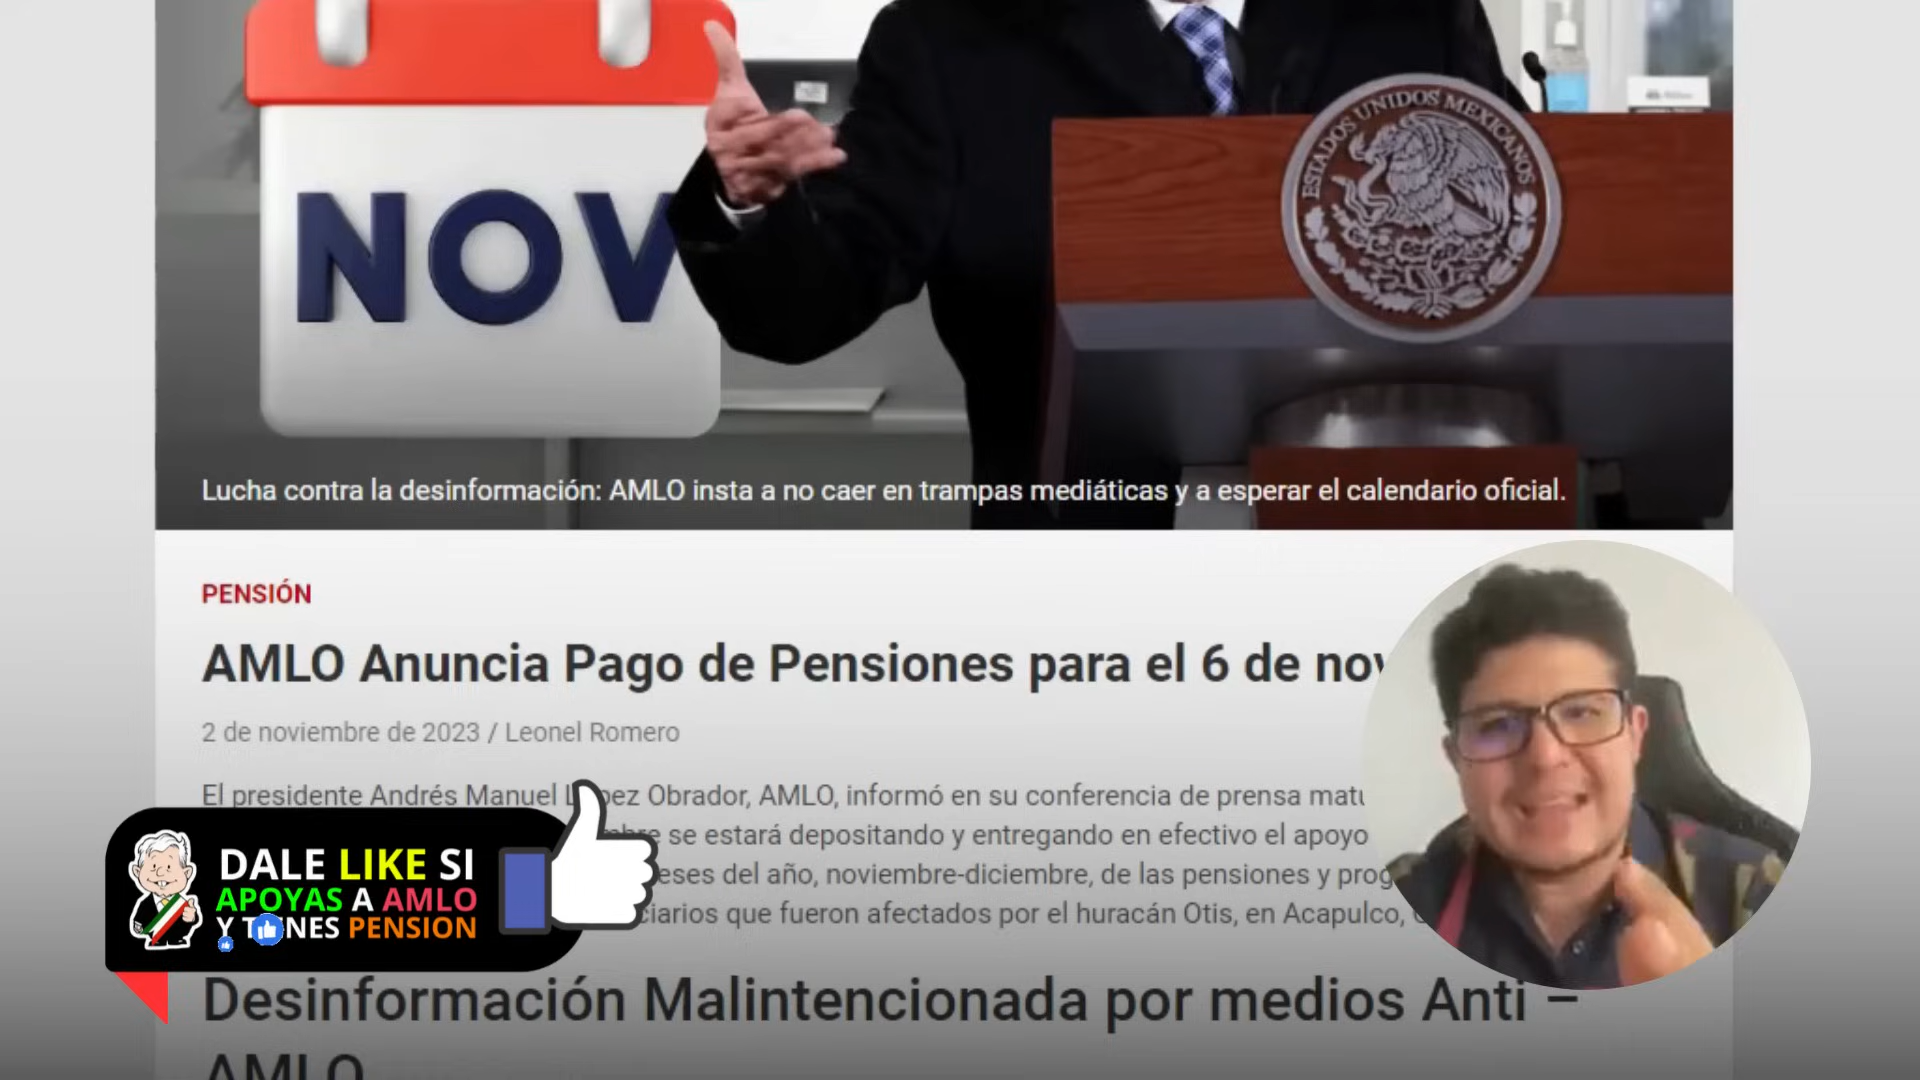 NOV
ESTADOS UNIDOS MEXICANOS
Lucha contra la desinformación: AMLO insta a no caer en trampas mediáticas y a esperar el calendario oficial.
PENSIÓN
AMLO Anuncia Pago de Pensiones para el 6 de nov
2 de noviembre de 2023 / Leonel Romero
El presidente Andrés Manuel L pez Obrador, AMLO, informó en su conferencia de prensa matu
se estará depositando y entregando en efectivo el apoyo
eses del año, noviembre-diciembre, de las pensiones y prog
ciarios que fueron afectados por el huracán Otis, en Acapulco,
DALE LIKE SI
APOYAS A AMLO
Y T NES PENSION
Desinformación Malintencionada por medios Anti –
AMLO